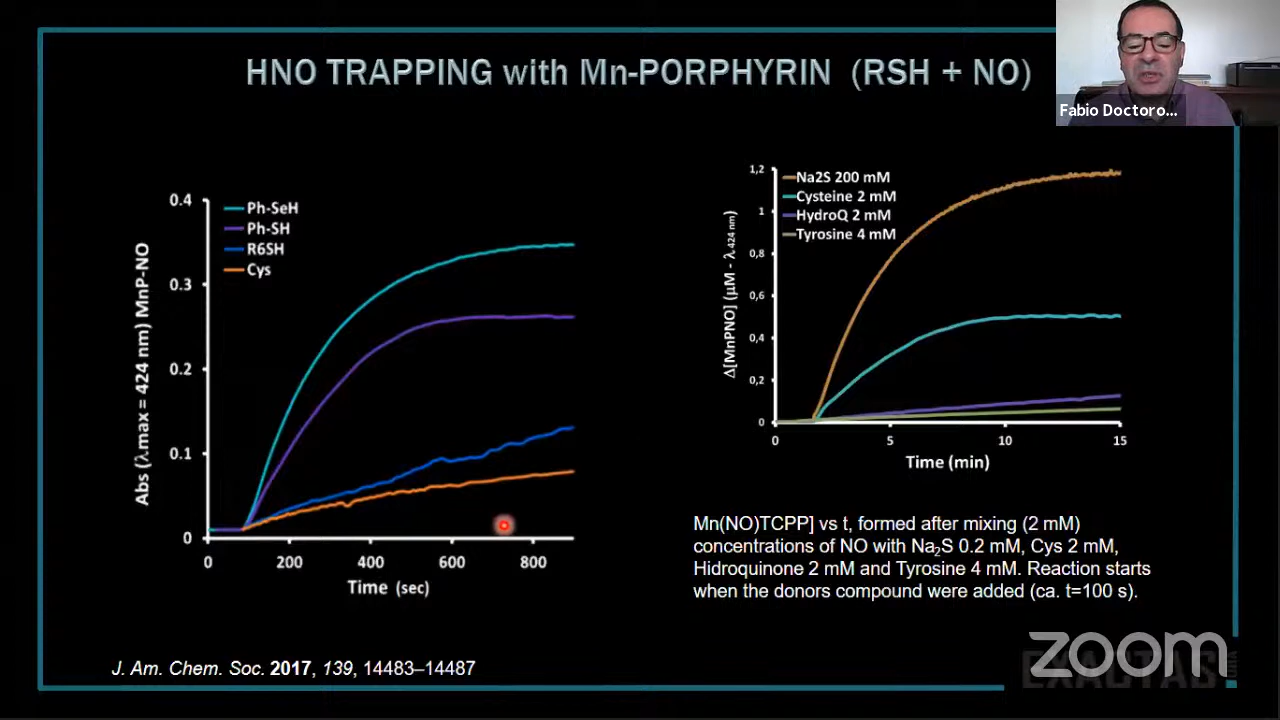 HNO TRAPPING with Mn-PORPHYRIN (RSH + NO)
Fabio Doctoro...
0.4
0.3
0.2
0.1
0
Abs (λmax = 424 nm) MnP-NO
Ph-SeH
Ph-SH
R6SH
Cys
0 200 400 600 800
Time (sec)
1,2
1
0,8
0,6
0,4
0,2
0
Δ[MnPNO] (µM - λ 424 nm)
Na2S 200 mM
Cysteine 2 mM
HydroQ 2 mM
Tyrosine 4 mM
0 5 10 15
Time (min)
Mn(NO)TCPP] vs t, formed after mixing (2 mM)
concentrations of NO with Na2S 0.2 mM, Cys 2 mM,
Hidroquinone 2 mM and Tyrosine 4 mM. Reaction starts
when the donors compound were added (ca. t=100 s).
J. Am. Chem. Soc. 2017, 139, 14483–14487
zoom
EXACTAS